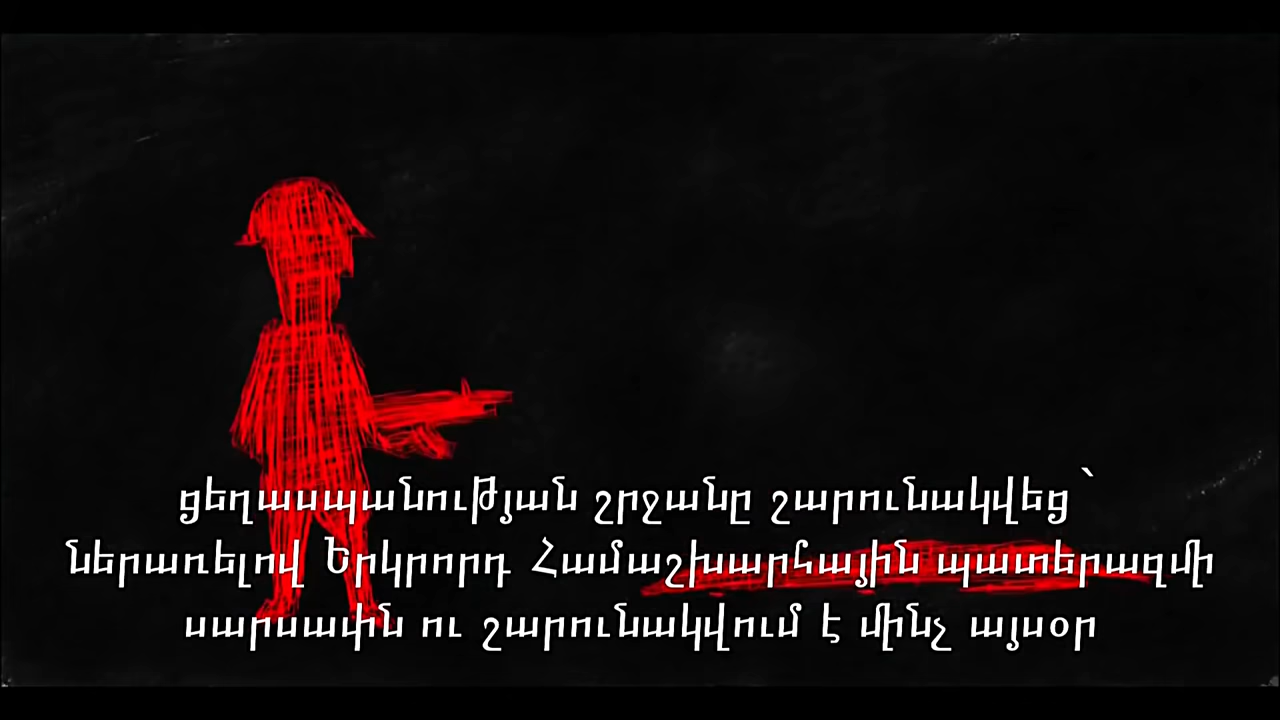 ցեղասպանության շրջանը շարունակվեց՝
ներառելով Երկրորդ Համաշխարհային պատերազմի
սարսափն ու շարունակվում է մինչ այսօր